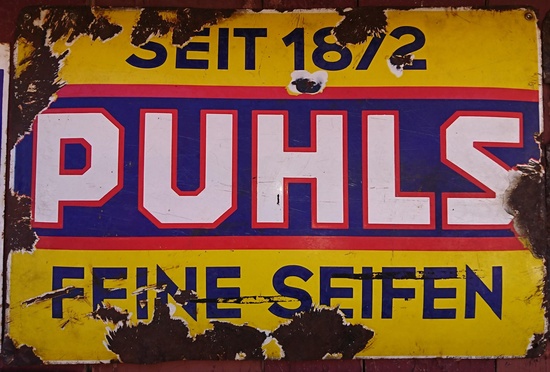 SEIT 1872
PUHLS
FEINE SEIFEN